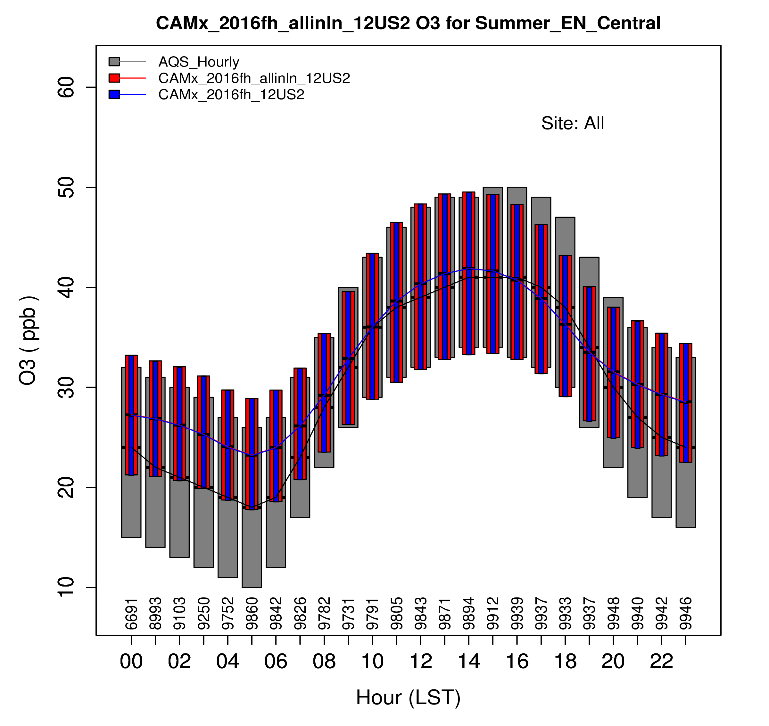 CAMx_2016fh_allinln_12US2 O3 for Summer_EN_Central
AQS_Hourly
CAMx_2016fh_allinln_12US2
CAMx_2016fh_12US2
Site: All
60
50
40
30
20
10
O3 ( ppb )
6691 8993 9103 9250 9752 9860 9842 9826 9782 9731 9791 9805 9843 9871 9894 9912 9939 9937 9933 9937 9948 9940 9942 9946
00 02 04 06 08 10 12 14 16 18 20 22
Hour (LST)